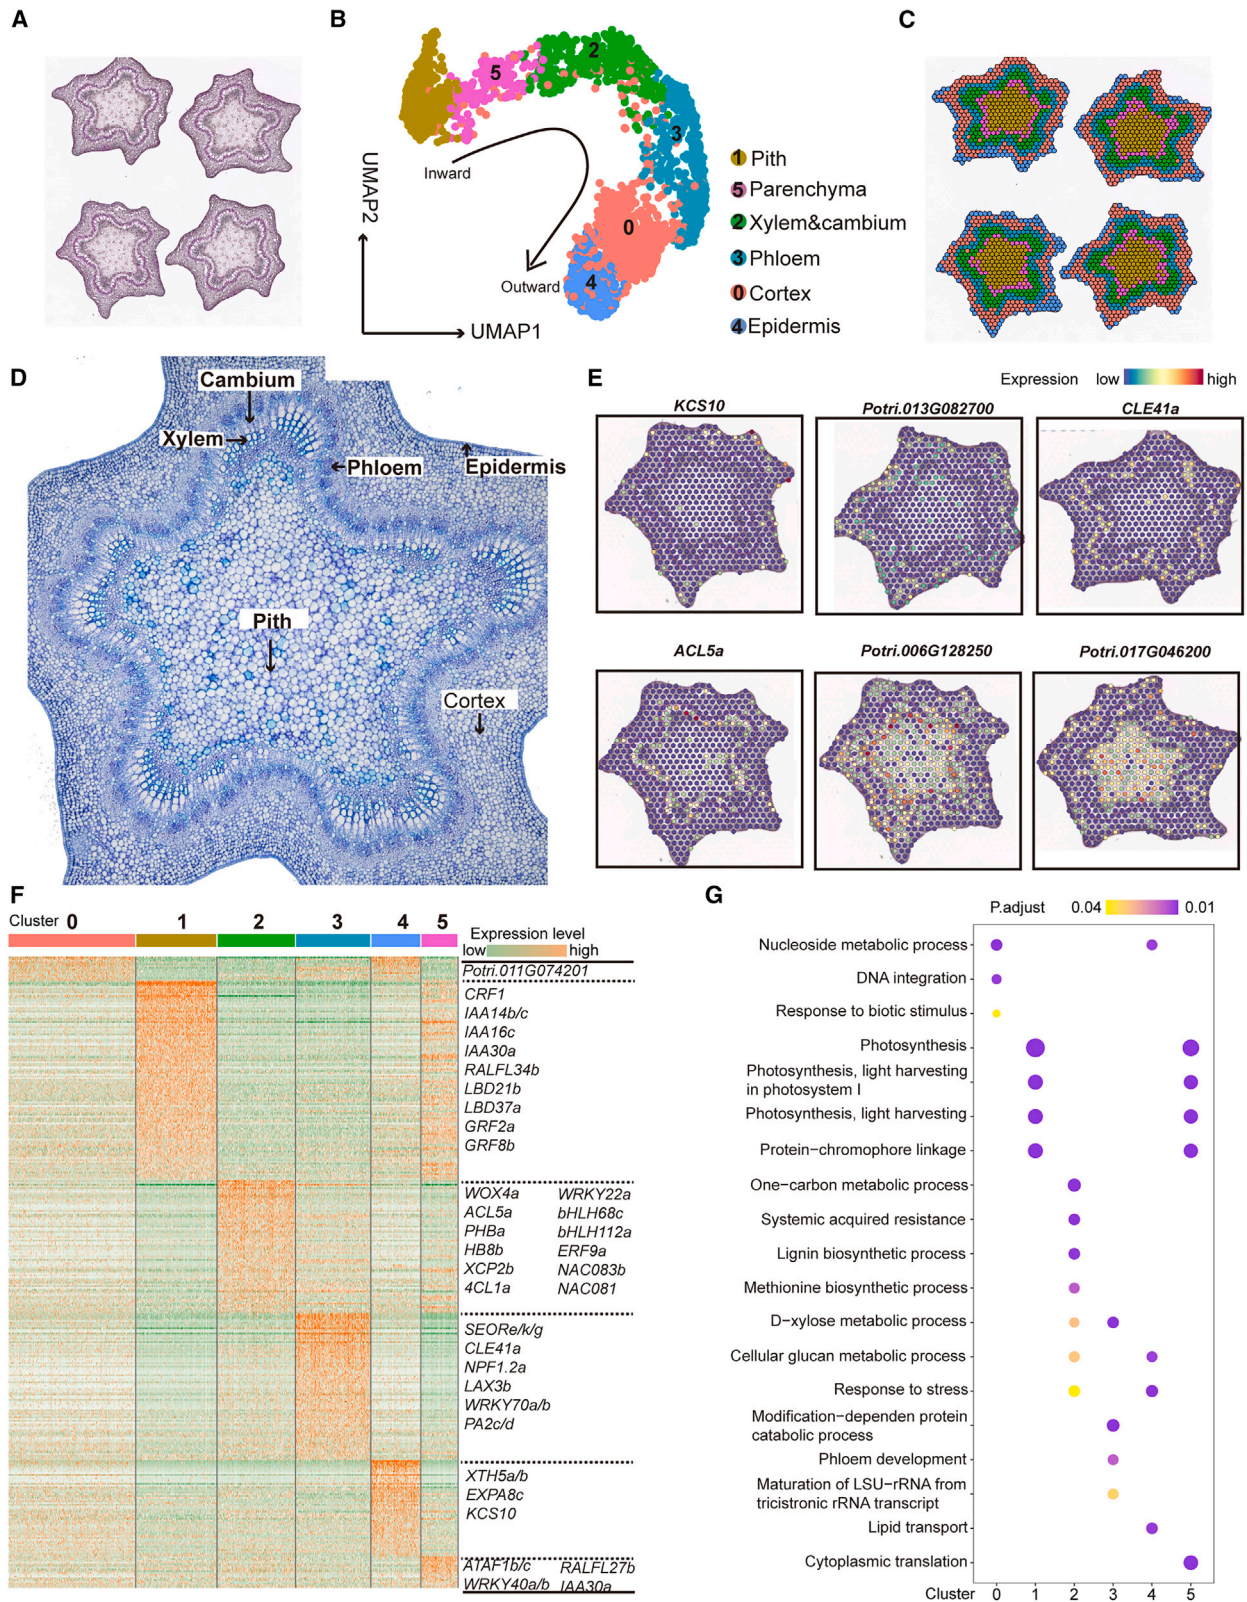 A
B
C
5
2
3
0
4
Inward
Outward
UMAP2
UMAP1
1 Pith
5 Parenchyma
2 Xylem&cambium
3 Phloem
0 Cortex
4 Epidermis
D
Cambium
Xylem
Phloem
Epidermis
Pith
Cortex
E
Expression low high
KCS10
Potri.013G082700
CLE41a
ACL5a
Potri.006G128250
Potri.017G046200
F
Cluster 0 1 2 3 4 5
Expression level
low high
Potri.011G074201
CRF1
IAA14b/c
IAA16c
IAA30a
RALFL34b
LBD21b
LBD37a
GRF2a
GRF8b
WOX4a WRKY22a
ACL5a bHLH68c
PHBa bHLH112a
HB8b ERF9a
XCP2b NAC083b
4CL1a NAC081
SEORe/k/g
CLE41a
NPF1.2a
LAX3b
WRKY70a/b
PA2c/d
XTH5a/b
EXPA8c
KCS10
ATAF1b/c RALFL27b
WRKY40a/b IAA30a
G
P.adjust 0.04 0.01
Nucleoside metabolic process
DNA integration
Response to biotic stimulus
Photosynthesis
Photosynthesis, light harvesting
in photosystem I
Photosynthesis, light harvesting
Protein−chromophore linkage
One−carbon metabolic process
Systemic acquired resistance
Lignin biosynthetic process
Methionine biosynthetic process
D−xylose metabolic process
Cellular glucan metabolic process
Response to stress
Modification−dependen protein
catabolic process
Phloem development
Maturation of LSU−rRNA from
tricistronic rRNA transcript
Lipid transport
Cytoplasmic translation
Cluster 0 1 2 3 4 5